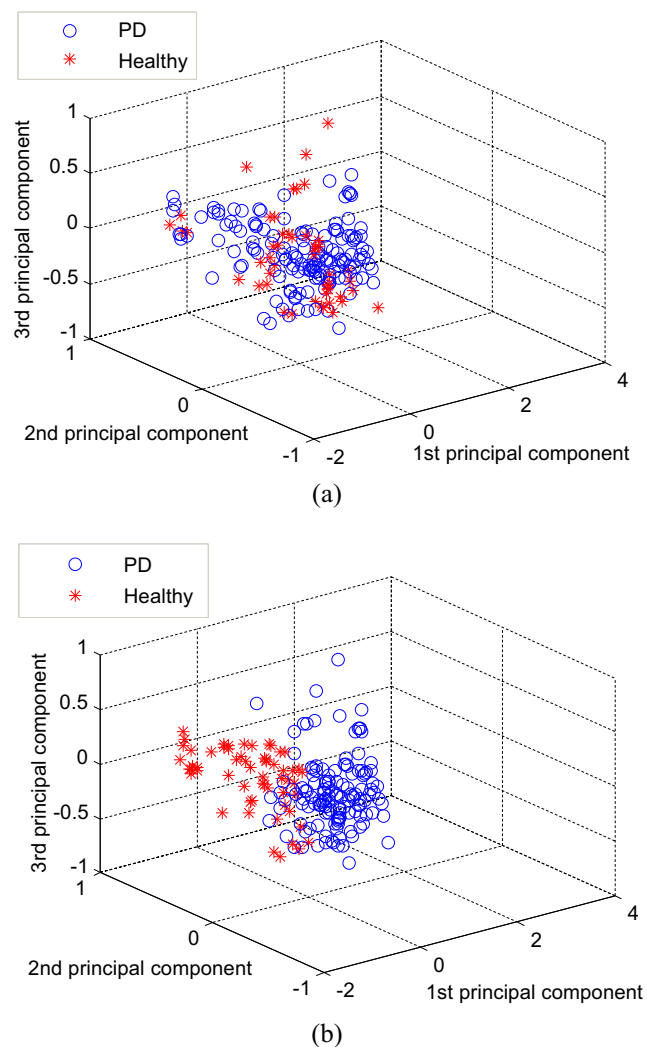 PD
Healthy
1
0.5
0
-0.5
-1
3rd principal component
1
0
-1
2nd principal component
-2
0
2
4
1st principal component
(a)
PD
Healthy
1
0.5
0
-0.5
-1
3rd principal component
1
0
-1
2nd principal component
-2
0
2
4
1st principal component
(b)